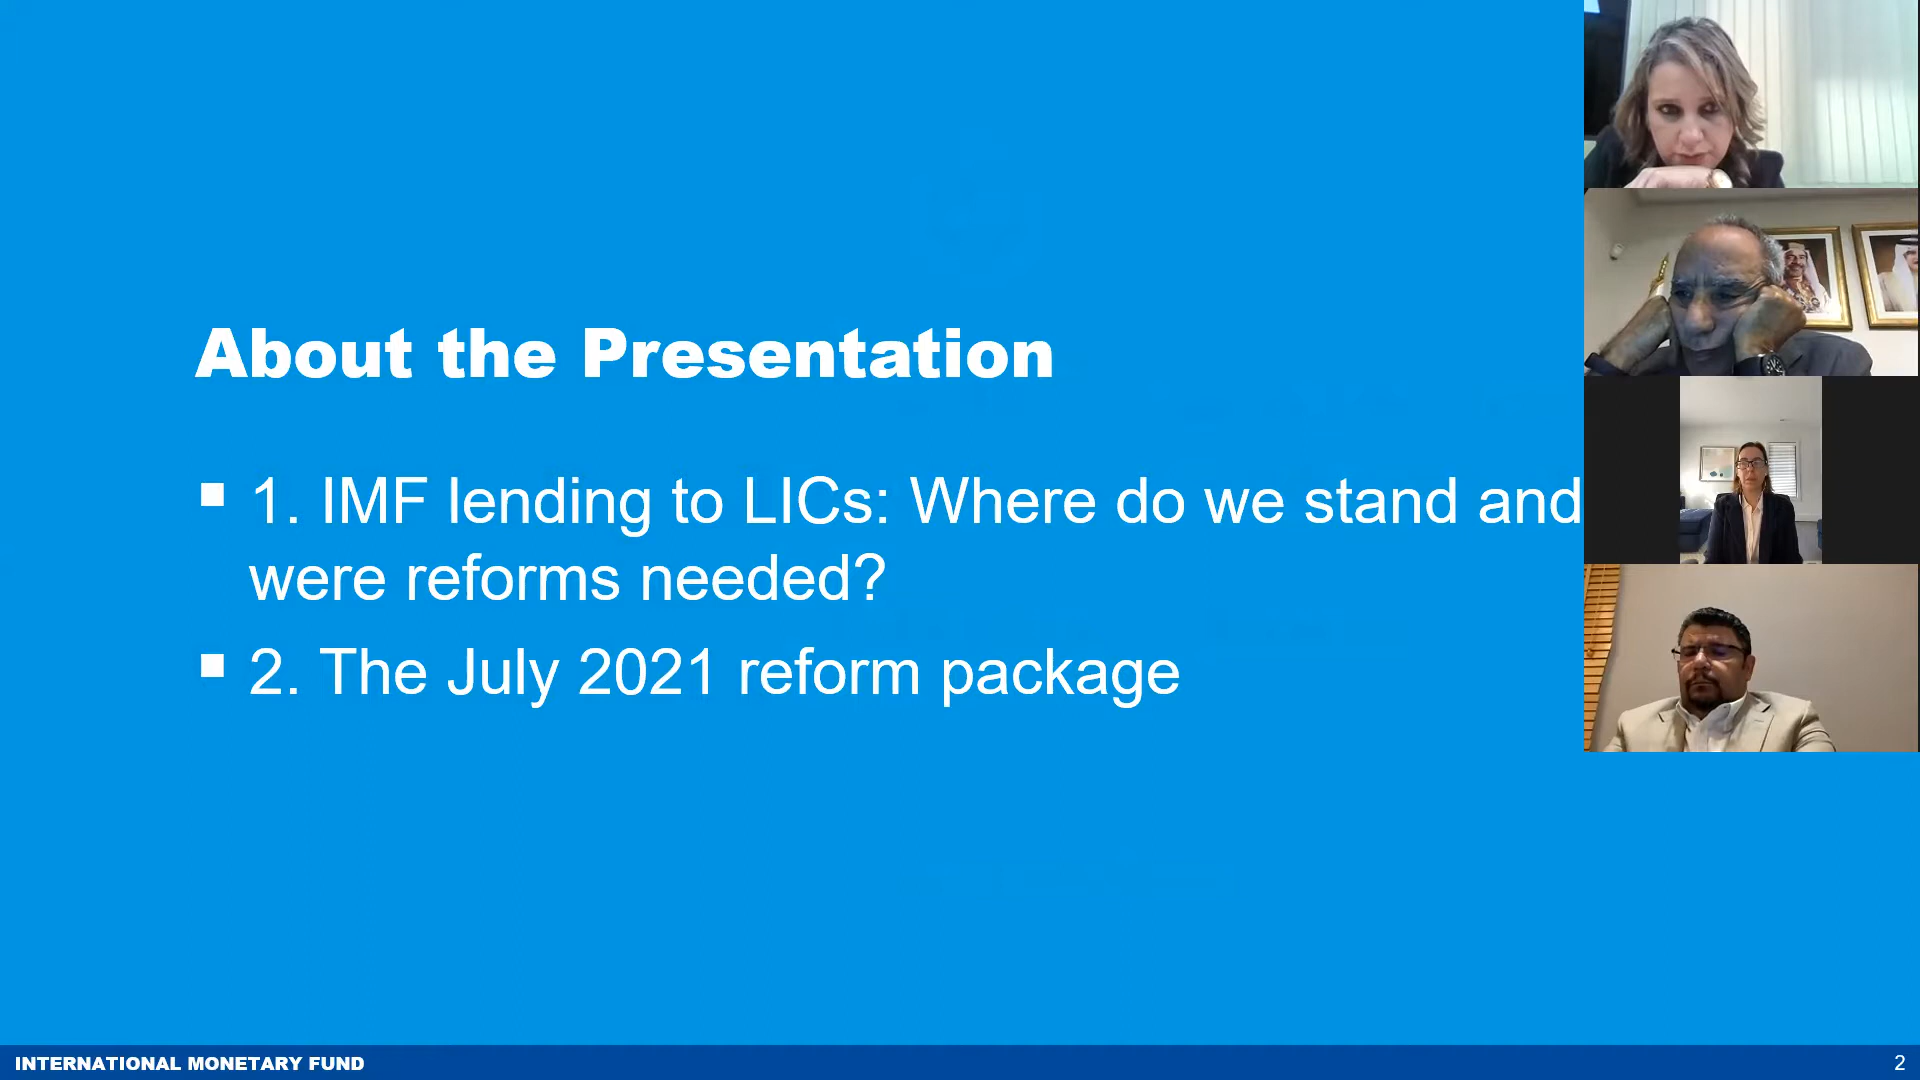 About the Presentation
1. IMF lending to LICs: Where do we stand and
were reforms needed?
2. The July 2021 reform package
INTERNATIONAL MONETARY FUND
2